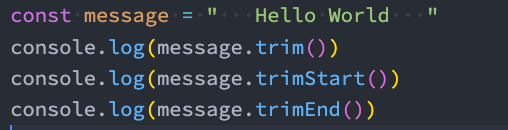 const message = "   Hello World   "
console.log(message.trim())
console.log(message.trimStart())
console.log(message.trimEnd())